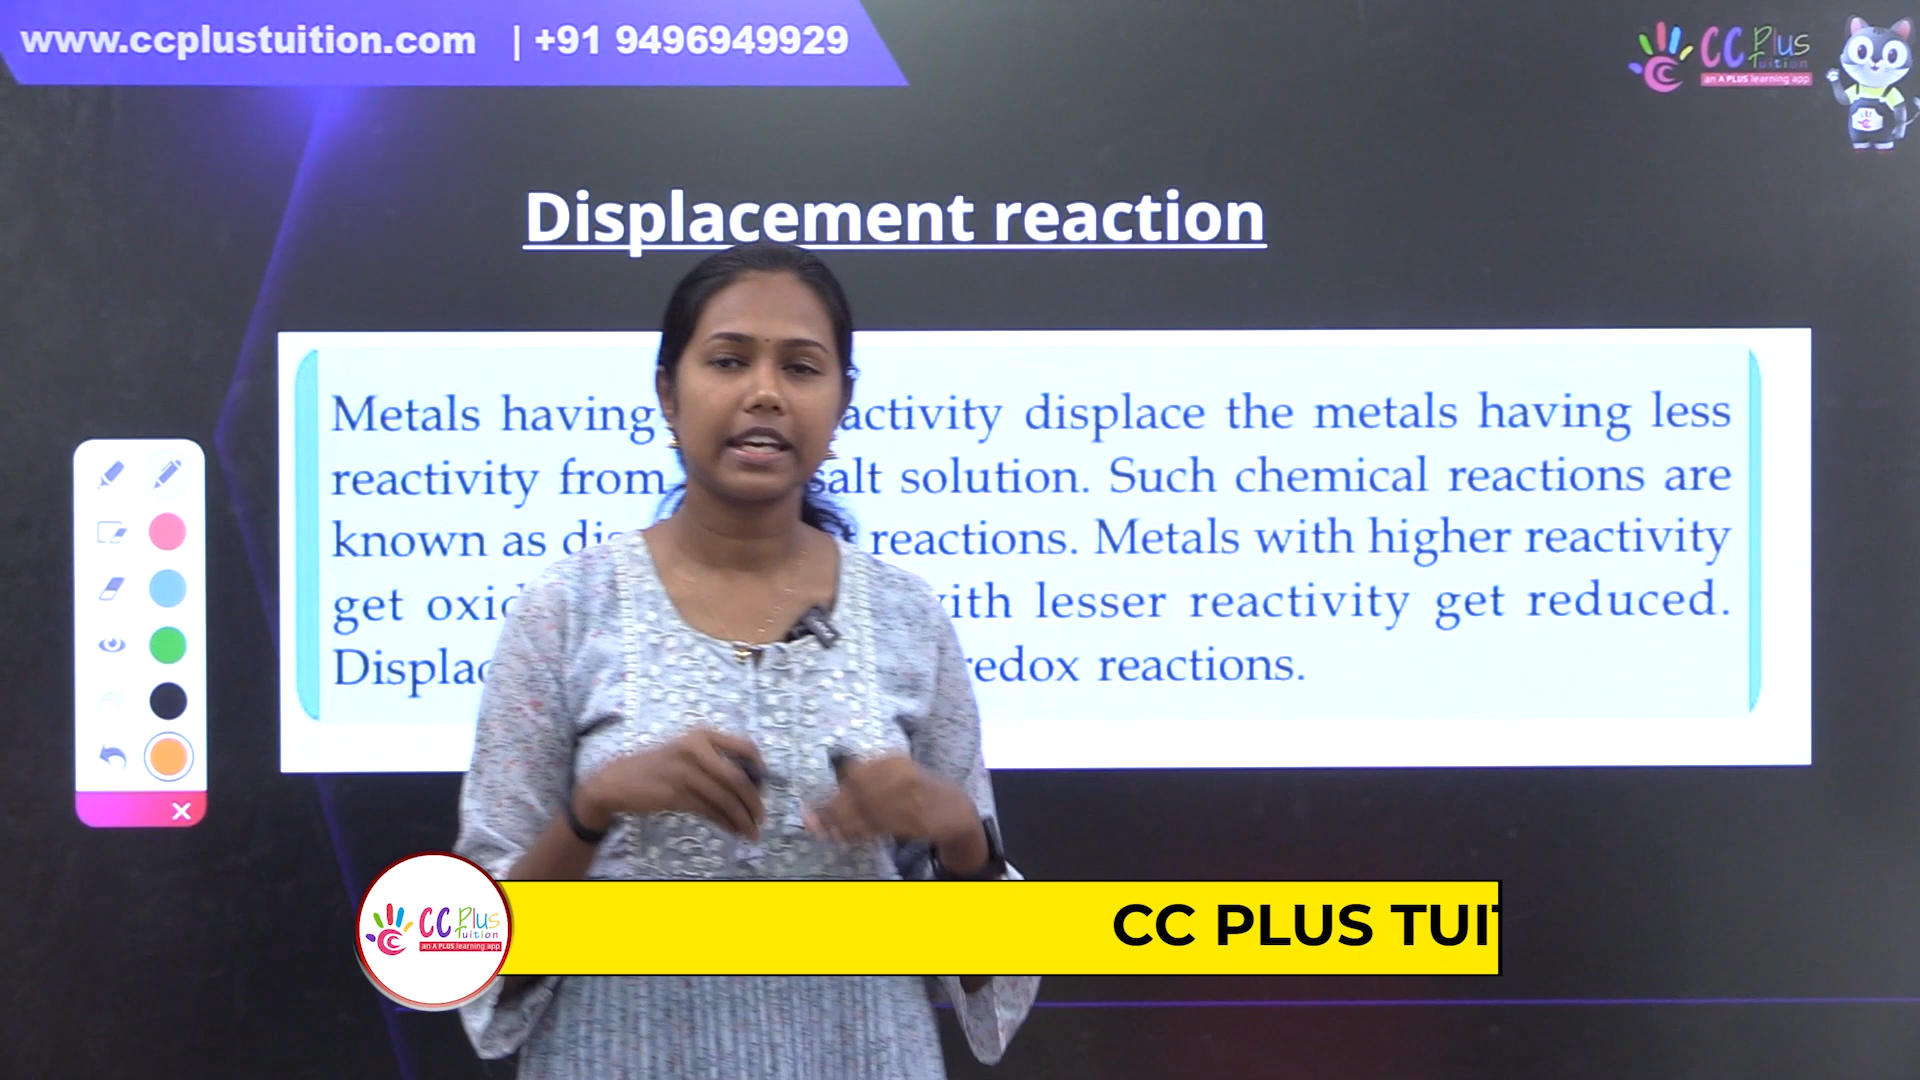 www.ccplustuition.com | +91 9496949929
CC Plus
Tuition
an A PLUS learning app
Displacement reaction
Metals having activity displace the metals having less
reactivity from salt solution. Such chemical reactions are
known as reactions. Metals with higher reactivity
get with lesser reactivity get reduced.
redox reactions.
CC Plus
Tuition
an A PLUS learning app
CC PLUS TUI